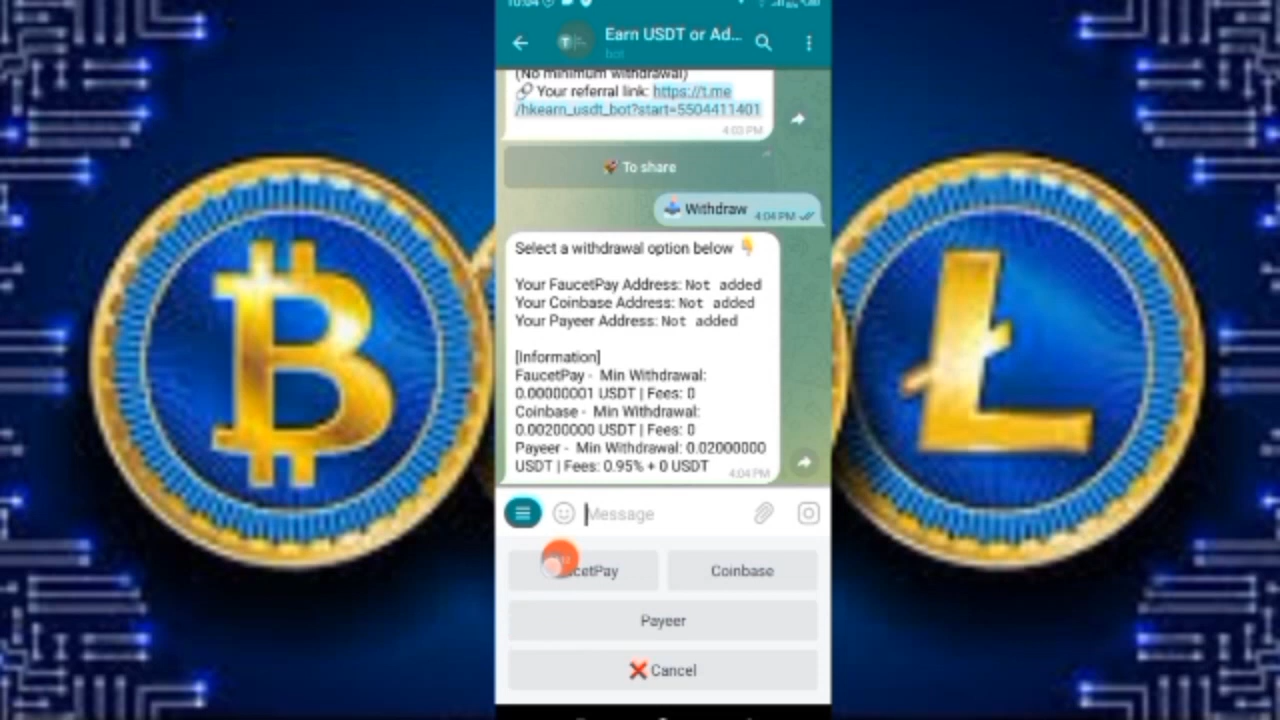 10:04
Earn USDT or Ad...
bot
(No minimum withdrawal)
🔗 Your referral link: https://t.me
/hkearn_usdt_bot?start=5504411401
4:03 PM
🚀 To share
📤 Withdraw 4:04 PM
Select a withdrawal option below 👇
Your FaucetPay Address: Not added
Your Coinbase Address: Not added
Your Payeer Address: Not added
[Information]
FaucetPay - Min Withdrawal:
0.00000001 USDT | Fees: 0
Coinbase - Min Withdrawal:
0.00200000 USDT | Fees: 0
Payeer - Min Withdrawal: 0.02000000
USDT | Fees: 0.95% + 0 USDT
4:04 PM
Message
cetPay
Coinbase
Payeer
❌ Cancel